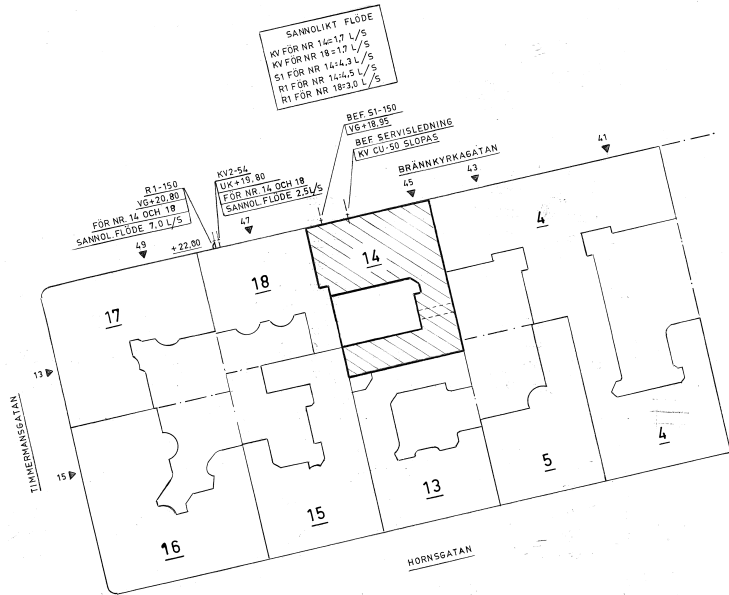 SANNOLIKT FLÖDE
KV FÖR NR 14=1,7 L/S
KV FÖR NR 18=1,7 L/S
S1 FÖR NR 14=4,3 L/S
R1 FÖR NR 14=4,5 L/S
R1 FÖR NR 18=3,0 L/S
BEF. S1-150
VG+18,95
BEF. SERVISLEDNING
KV CU-50 SLOPAS
KV2-54
UK+19,80
FÖR NR. 14 OCH 18
SANNOL. FLÖDE 2,5L/S
R1-150
VG+20,80
FÖR NR. 14 OCH 18
SANNOL. FLÖDE 7,0 L/S
+22,00
BRÄNNKYRKAGATAN
41
43
45
47
49
4
14
18
17
13
TIMMERMANSGATAN
15
16
15
13
5
4
HORNSGATAN